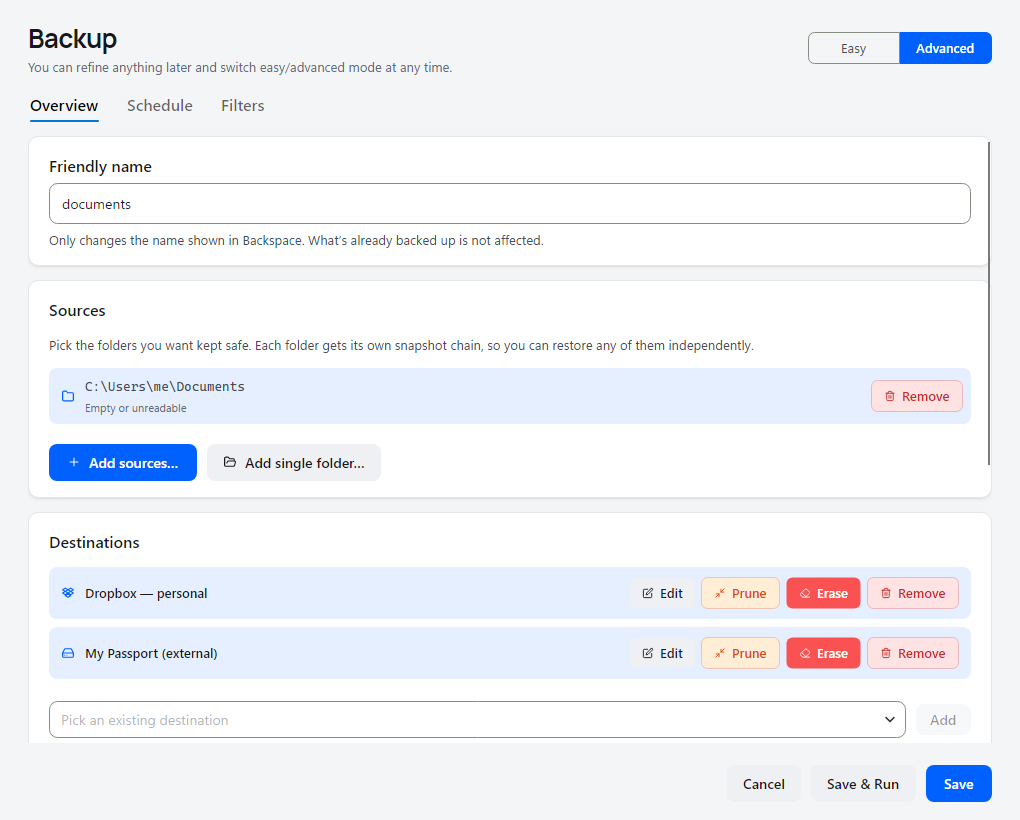 Backup
You can refine anything later and switch easy/advanced mode at any time.
Easy
Advanced
Overview
Schedule
Filters
Friendly name
documents
Only changes the name shown in Backspace. What's already backed up is not affected.
Sources
Pick the folders you want kept safe. Each folder gets its own snapshot chain, so you can restore any of them independently.
C:\Users\me\Documents
Empty or unreadable
Remove
Add sources...
Add single folder...
Destinations
Dropbox — personal
Edit
Prune
Erase
Remove
My Passport (external)
Edit
Prune
Erase
Remove
Pick an existing destination
Add
Cancel
Save & Run
Save